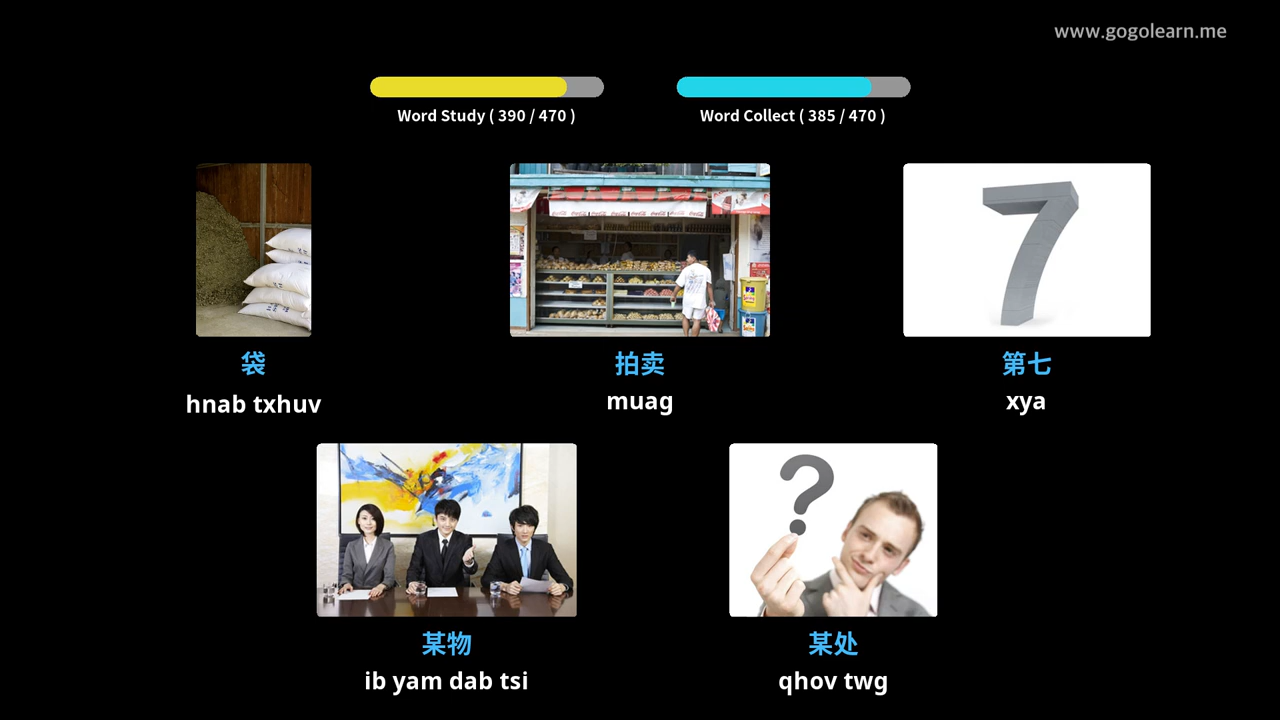 www.gogolearn.me
Word Study ( 390 / 470 )
Word Collect ( 385 / 470 )
袋
拍卖
第七
hnab txhuv
muag
xya
某物
某处
ib yam dab tsi
qhov twg